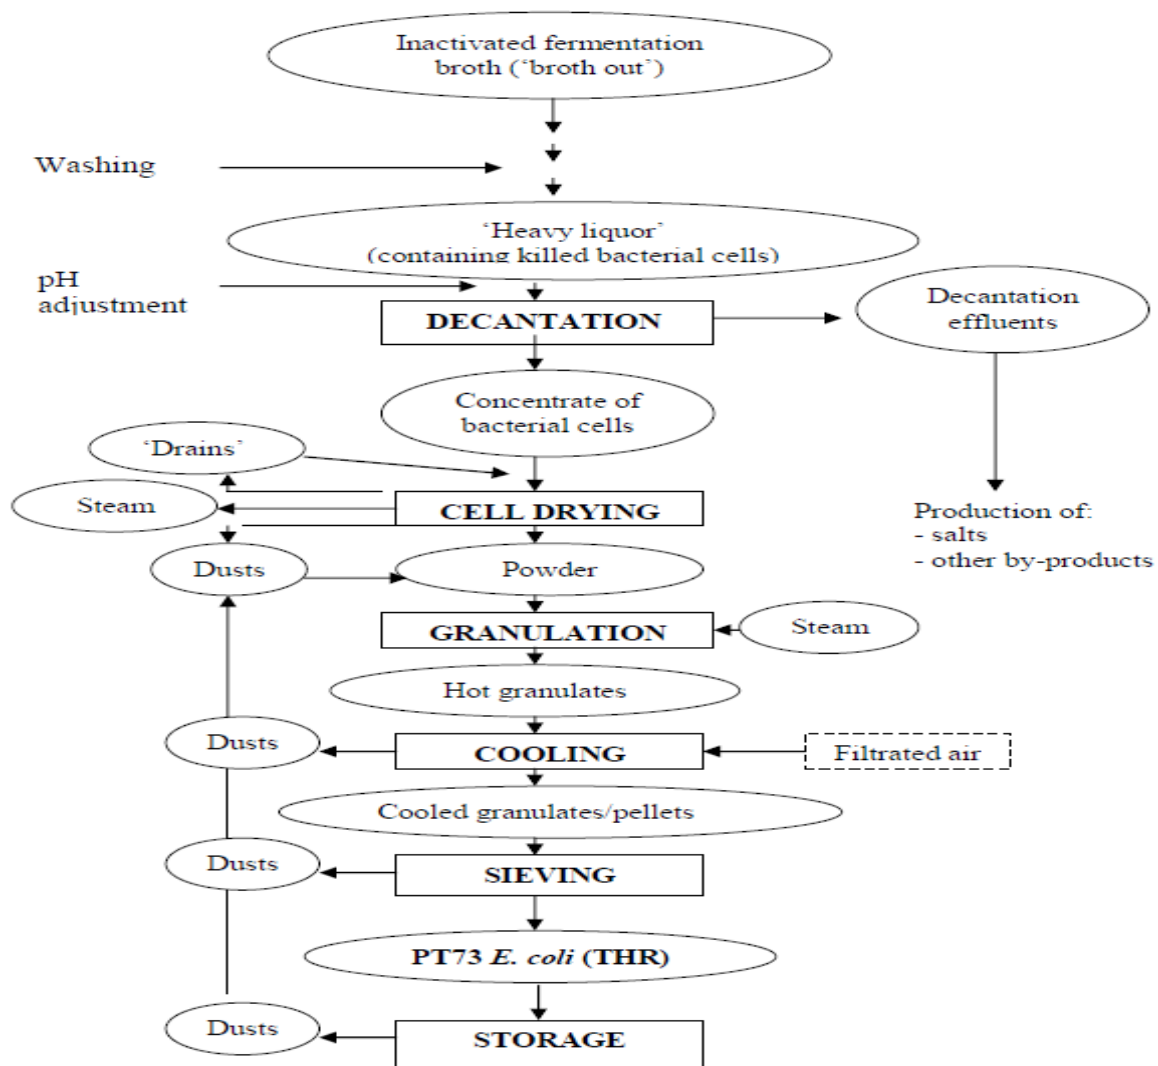 Inactivated fermentation
broth (‘broth out’)
Washing
‘Heavy liquor’
(containing killed bacterial cells)
pH
adjustment
DECANTATION
Decantation
effluents
Concentrate of
bacterial cells
‘Drains’
Steam
CELL DRYING
Production of:
- salts
- other by-products
Dusts
Powder
GRANULATION
Steam
Hot granulates
Dusts
COOLING
Filtrated air
Cooled granulates/pellets
Dusts
SIEVING
PT73 E. coli (THR)
Dusts
STORAGE